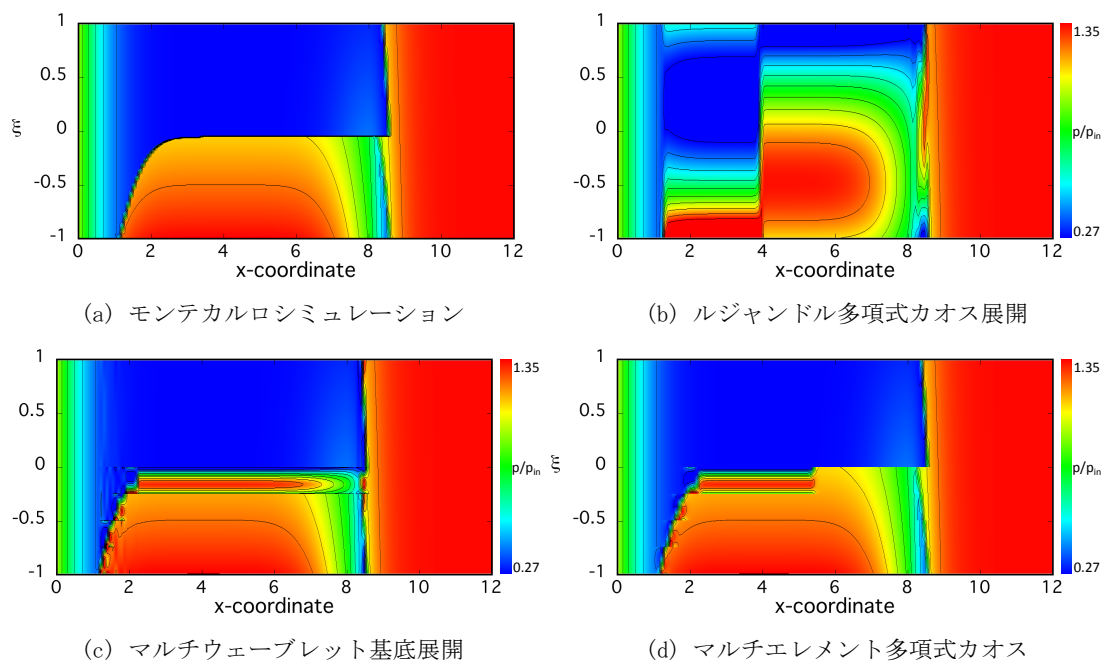 1
0.5
0
-0.5
-1
ξ
0 2 4 6 8 10 12
x-coordinate
(a) モンテカルロシミュレーション
1
0.5
0
-0.5
-1
0 2 4 6 8 10 12
x-coordinate
1.35
p/pin
0.27
(b) ルジャンドル多項式カオス展開
1
0.5
0
-0.5
-1
0 2 4 6 8 10 12
x-coordinate
1.35
p/pin
0.27
(c) マルチウェーブレット基底展開
1
0.5
0
-0.5
-1
ξ
0 2 4 6 8 10 12
x-coordinate
1.35
p/pin
0.27
(d) マルチエレメント多項式カオス